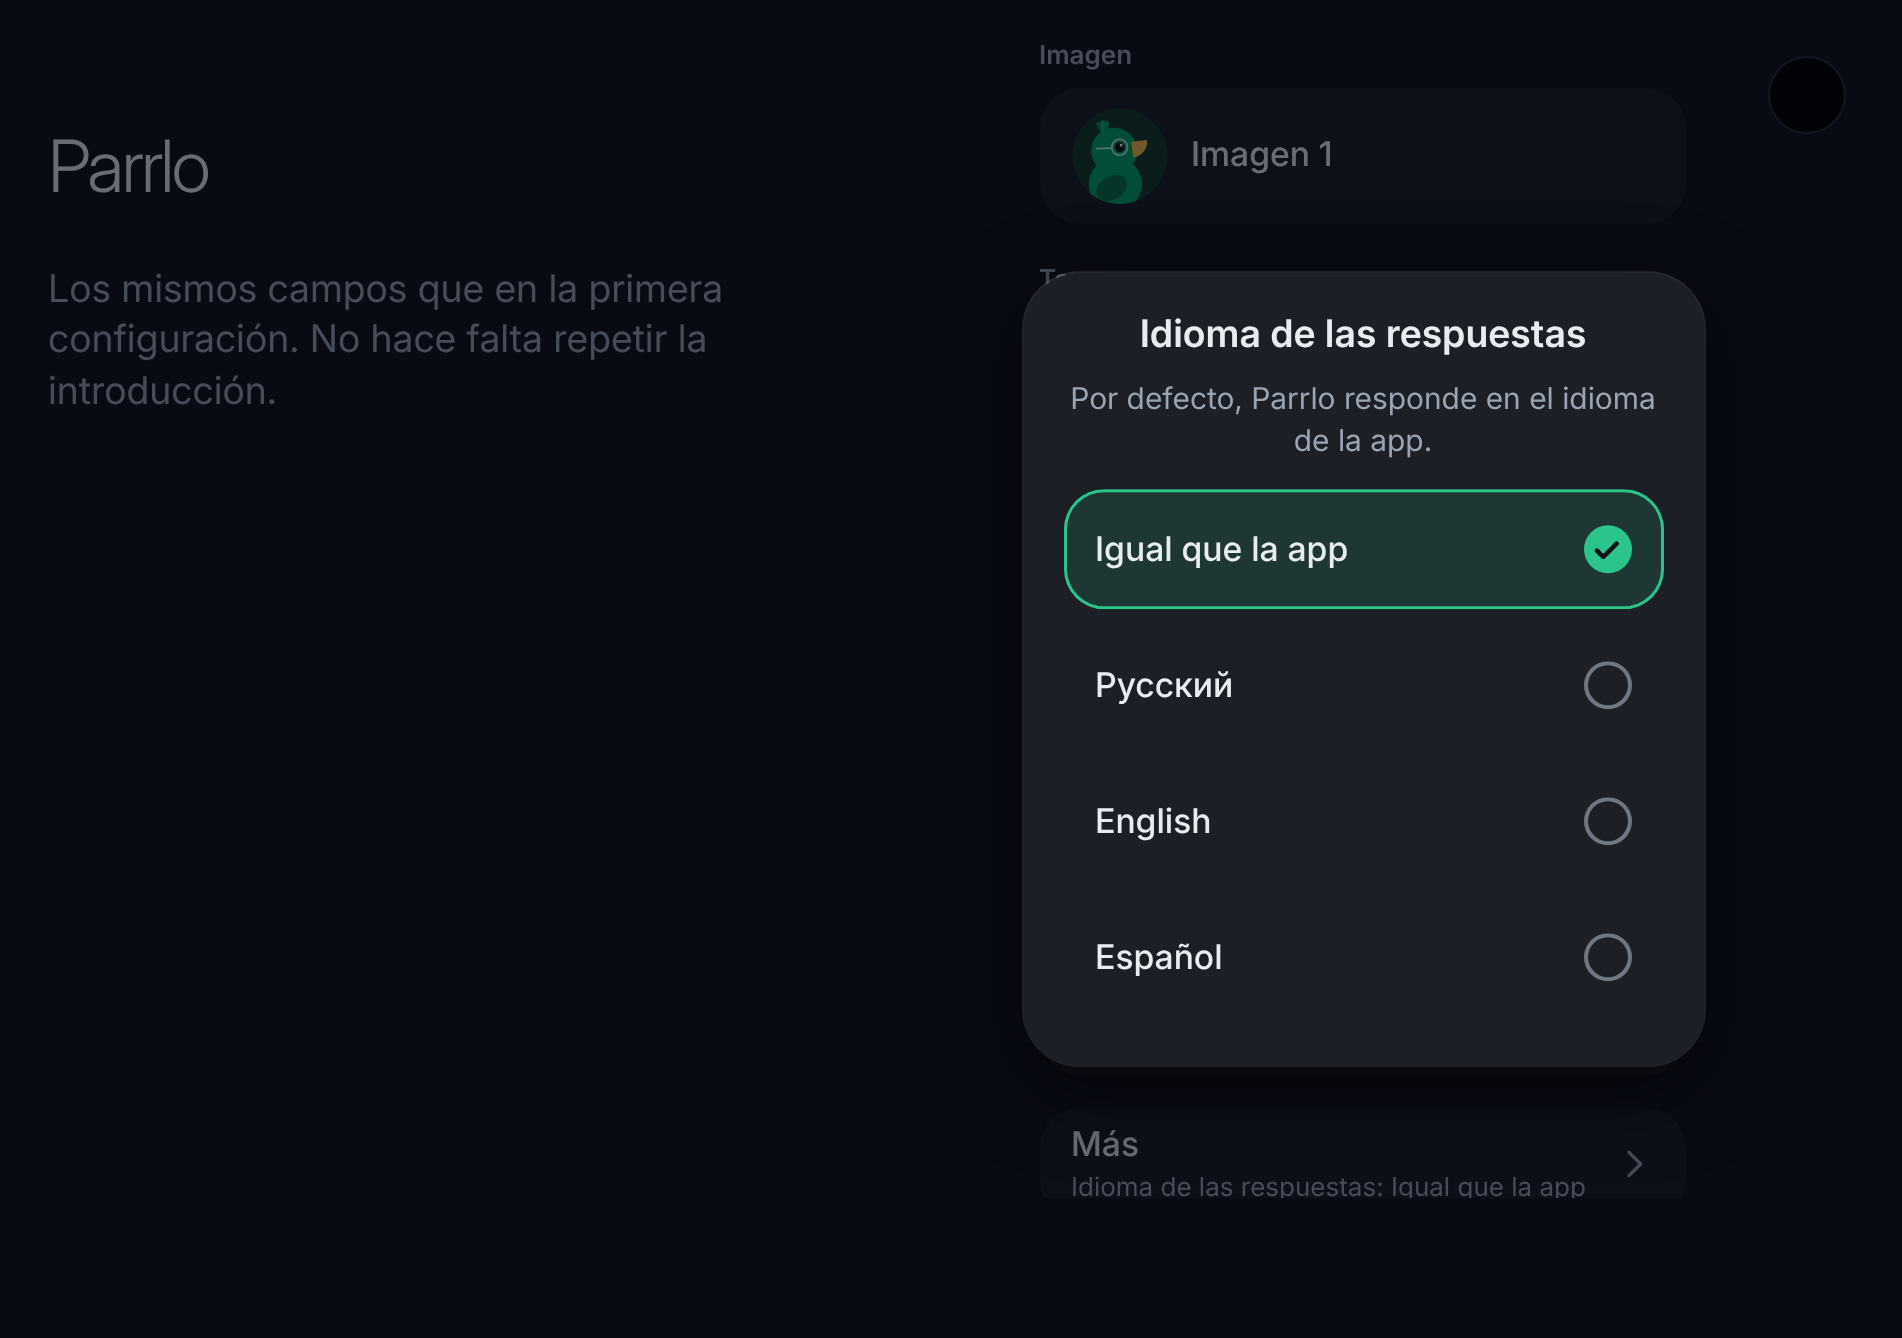 Parrlo
Los mismos campos que en la primera
configuración. No hace falta repetir la
introducción.
Imagen
Imagen 1
Idioma de las respuestas
Por defecto, Parrlo responde en el idioma
de la app.
Igual que la app
Русский
English
Español
Más
Idioma de las respuestas: Igual que la app